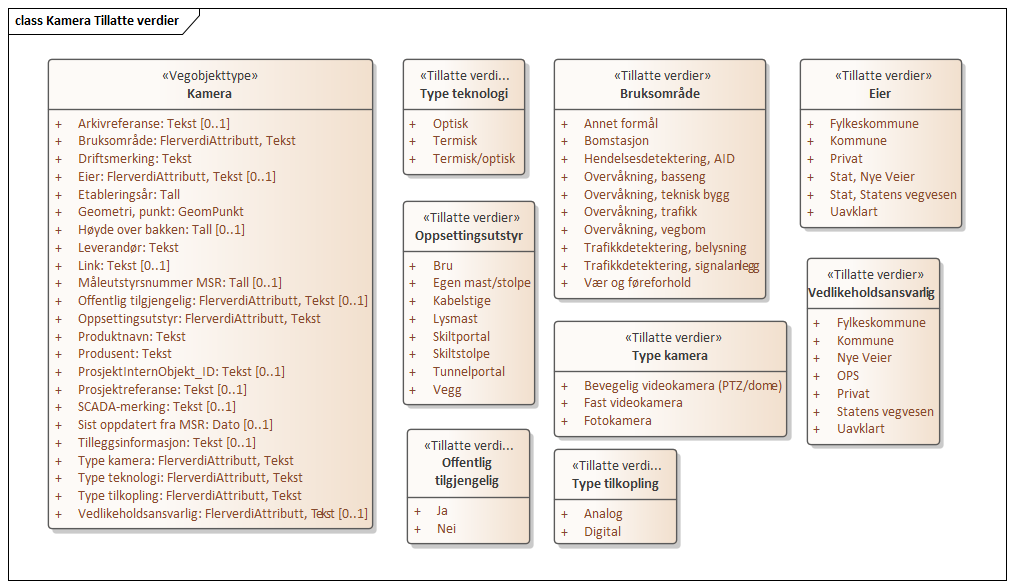 class Kamera Tillatte verdier
«Vegobjekttype»
Kamera
+ Arkivreferanse: Tekst [0..1]
+ Bruksområde: FlerverdiAttributt, Tekst
+ Driftsmerking: Tekst
+ Eier: FlerverdiAttributt, Tekst [0..1]
+ Etableringsår: Tall
+ Geometri, punkt: GeomPunkt
+ Høyde over bakken: Tall [0..1]
+ Leverandør: Tekst
+ Link: Tekst [0..1]
+ Måleutstyrsnummer MSR: Tall [0..1]
+ Offentlig tilgjengelig: FlerverdiAttributt, Tekst [0..1]
+ Oppsettingsutstyr: FlerverdiAttributt, Tekst
+ Produktnavn: Tekst
+ Produsent: Tekst
+ ProsjektInternObjekt_ID: Tekst [0..1]
+ Prosjektreferanse: Tekst [0..1]
+ SCADA-merking: Tekst [0..1]
+ Sist oppdatert fra MSR: Dato [0..1]
+ Tilleggsinformasjon: Tekst [0..1]
+ Type kamera: FlerverdiAttributt, Tekst
+ Type teknologi: FlerverdiAttributt, Tekst
+ Type tilkopling: FlerverdiAttributt, Tekst
+ Vedlikeholdsansvarlig: FlerverdiAttributt, Tekst [0..1]
«Tillatte verdi...
Type teknologi
+ Optisk
+ Termisk
+ Termisk/optisk
«Tillatte verdier»
Oppsettingsutstyr
+ Bru
+ Egen mast/stolpe
+ Kabelstige
+ Lysmast
+ Skiltportal
+ Skiltstolpe
+ Tunnelportal
+ Vegg
«Tillatte verdi...
Offentlig
tilgjengelig
+ Ja
+ Nei
«Tillatte verdier»
Bruksområde
+ Annet formål
+ Bomstasjon
+ Hendelsesdetektering, AID
+ Overvåkning, basseng
+ Overvåkning, teknisk bygg
+ Overvåkning, trafikk
+ Overvåkning, vegbom
+ Trafikkdetektering, belysning
+ Trafikkdetektering, signalanlegg
+ Vær og føreforhold
«Tillatte verdier»
Type kamera
+ Bevegelig videokamera (PTZ/dome)
+ Fast videokamera
+ Fotokamera
«Tillatte verdi...
Type tilkopling
+ Analog
+ Digital
«Tillatte verdier»
Eier
+ Fylkeskommune
+ Kommune
+ Privat
+ Stat, Nye Veier
+ Stat, Statens vegvesen
+ Uavklart
«Tillatte verdier»
Vedlikeholdsansvarlig
+ Fylkeskommune
+ Kommune
+ Nye Veier
+ OPS
+ Privat
+ Statens vegvesen
+ Uavklart